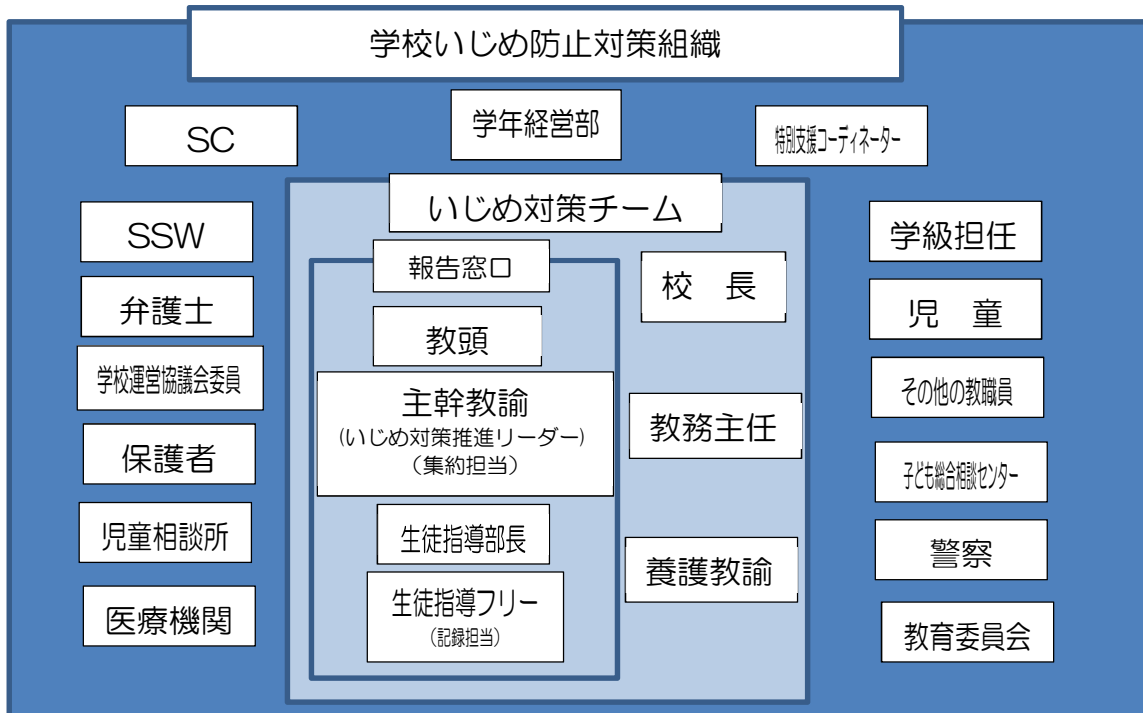 学校いじめ防止対策組織
SC
学年経営部
特別支援コーディネーター
SSW
弁護士
学校運営協議会委員
保護者
児童相談所
医療機関
いじめ対策チーム
報告窓口
教頭
主幹教諭
(いじめ対策推進リーダー)
（集約担当）
生徒指導部長
生徒指導フリー
（記録担当）
校　長
教務主任
養護教諭
学級担任
児　童
その他の教職員
子ども総合相談センター
警察
教育委員会